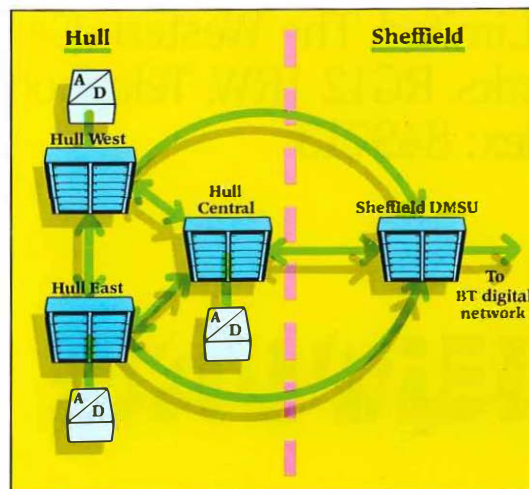 Hull
Sheffield
A
D
Hull West
Hull
Central
Sheffield DMSU
Hull East
To
BT digital
network
A
D
A
D